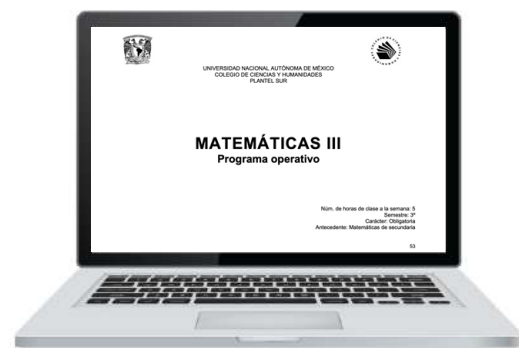 UNIVERSIDAD NACIONAL AUTÓNOMA DE MÉXICO
COLEGIO DE CIENCIAS Y HUMANIDADES
PLANTEL SUR
MATEMÁTICAS III
Programa operativo
Núm. de horas de clase a la semana: 5
Semestre: 3º
Carácter: Obligatoria
Antecedente: Matemáticas de secundaria
53